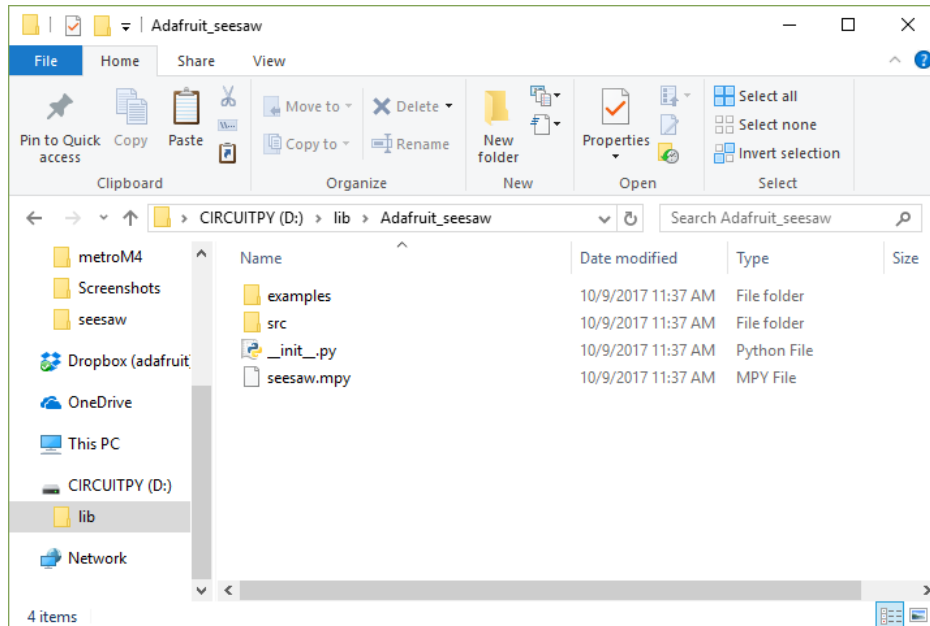 Adafruit_seesaw
File Home Share View
Pin to Quick access
Copy
Paste
Clipboard
Move to
Copy to
Delete
Rename
Organize
New folder
New
Properties
Open
Select all
Select none
Invert selection
Select
CIRCUITPY (D:) > lib > Adafruit_seesaw
Search Adafruit_seesaw
metroM4
Screenshots
seesaw
Dropbox (adafruit
OneDrive
This PC
CIRCUITPY (D:)
lib
Network
Name Date modified Type Size
examples 10/9/2017 11:37 AM File folder
src 10/9/2017 11:37 AM File folder
__init__.py 10/9/2017 11:37 AM Python File
seesaw.mpy 10/9/2017 11:37 AM MPY File
4 items